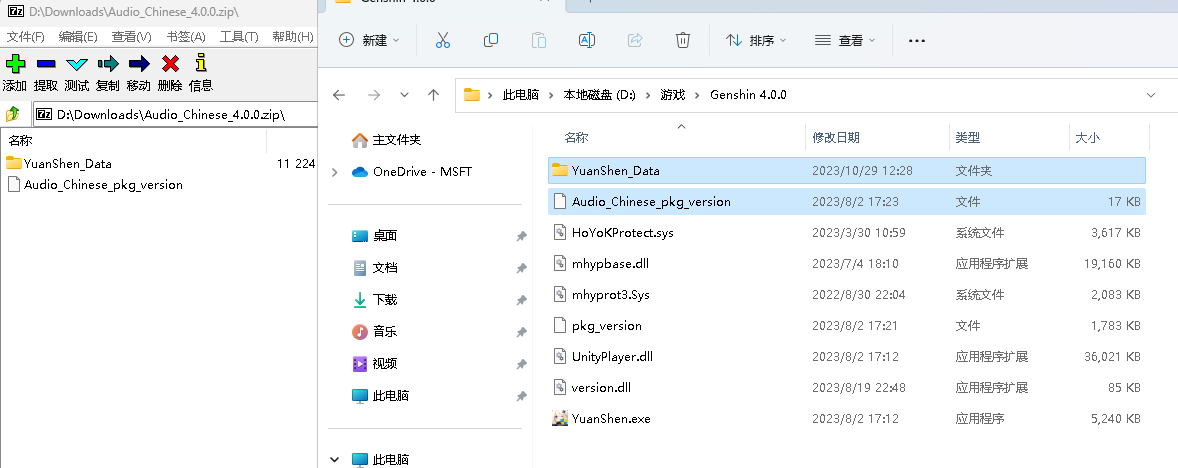 D:\Downloads\Audio_Chinese_4.0.0.zip\
文件(F) 编辑(E) 查看(V) 书签(A) 工具(T) 帮助(H)
添加 提取 测试 复制 移动 删除 信息
D:\Downloads\Audio_Chinese_4.0.0.zip\
名称
YuanShen_Data 11 224
Audio_Chinese_pkg_version
Genshin 4.0.0
新建
排序
查看
此电脑 本地磁盘 (D:) 游戏 Genshin 4.0.0
主文件夹
OneDrive - MSFT
桌面
文档
下载
音乐
视频
此电脑
此电脑
名称 修改日期 类型 大小
YuanShen_Data 2023/10/29 12:28 文件夹
Audio_Chinese_pkg_version 2023/8/2 17:23 文件 17 KB
HoYoKProtect.sys 2023/3/30 10:59 系统文件 3,617 KB
mhypbase.dll 2023/7/4 18:10 应用程序扩展 19,160 KB
mhyprot3.Sys 2022/8/30 22:04 系统文件 2,083 KB
pkg_version 2023/8/2 17:21 文件 1,783 KB
UnityPlayer.dll 2023/8/2 17:12 应用程序扩展 36,021 KB
version.dll 2023/8/19 22:48 应用程序扩展 85 KB
YuanShen.exe 2023/8/2 17:12 应用程序 5,240 KB